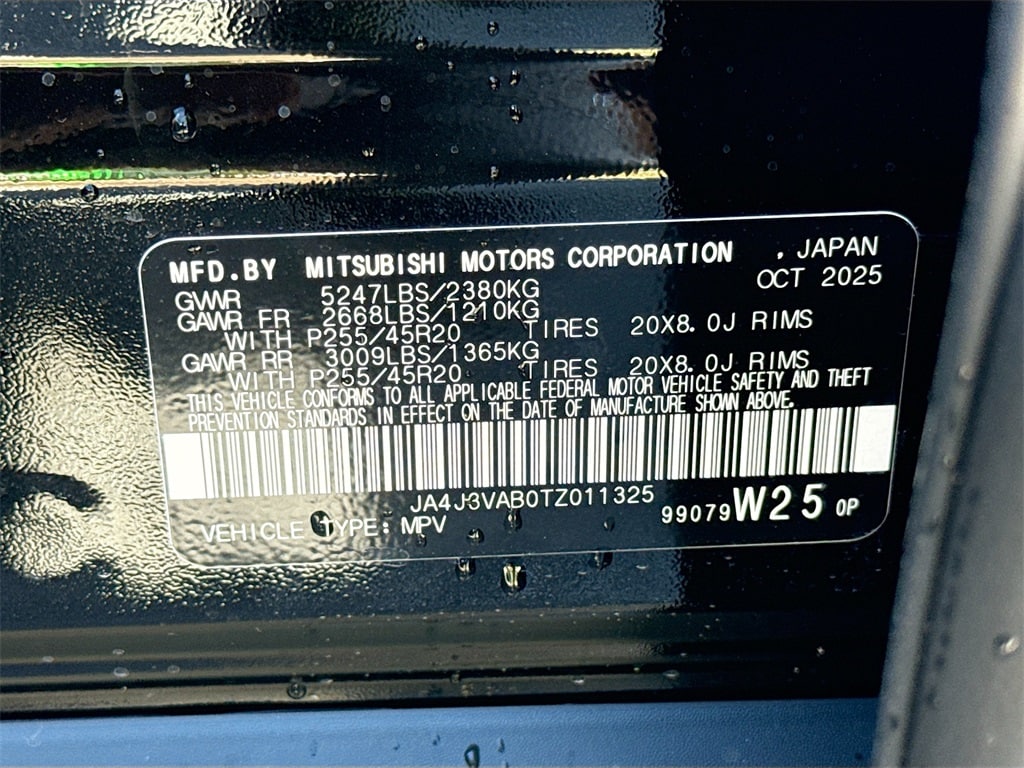 MFD.BY MITSUBISHI MOTORS CORPORATION , JAPAN
OCT 2025
GVWR 5247LBS/2380KG
GAWR FR 2668LBS/1210KG
WITH P255/45R20 TIRES 20X8.0J RIMS
GAWR RR 3009LBS/1365KG
WITH P255/45R20 TIRES 20X8.0J RIMS
THIS VEHICLE CONFORMS TO ALL APPLICABLE FEDERAL MOTOR VEHICLE SAFETY AND THEFT
PREVENTION STANDARDS IN EFFECT ON THE DATE OF MANUFACTURE SHOWN ABOVE.
JA4J3VAB0TZ011325
VEHICLE TYPE: MPV
99079 W25 0P